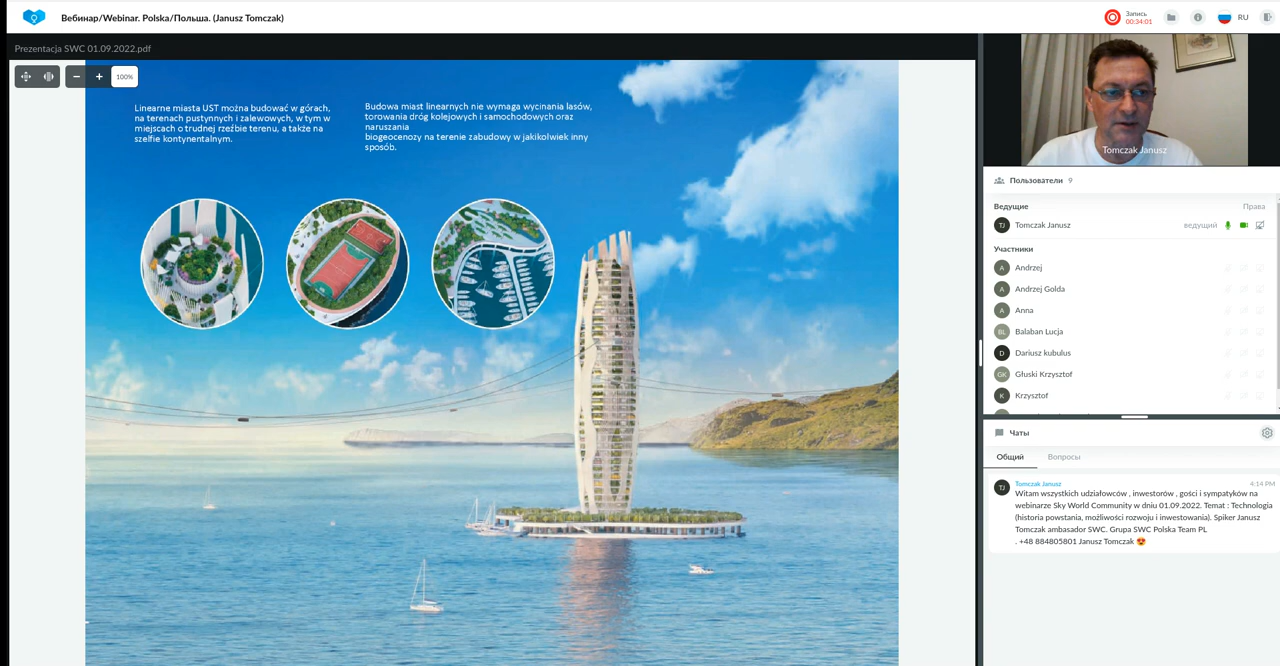 Вебинар/Webinar. Polska/Польша. (Janusz Tomczak)
Запись
00:34:01
RU
Prezentacja SWC 01.09.2022.pdf
100%
Linearne miasta UST można budować w górach,
na terenach pustynnych i zalewowych, w tym w
miejscach o trudnej rzeźbie terenu, a także na
szelfie kontynentalnym.
Budowa miast linearnych nie wymaga wycinania lasów,
torowania dróg kolejowych i samochodowych oraz
naruszania
biogeocenozy na terenie zabudowy w jakikolwiek inny
sposób.
Tomczak Janusz
Пользователи 9
Ведущие Права
TJ Tomczak Janusz ведущий
Участники
A Andrzej
A Andrzej Golda
A Anna
BL Balaban Lucja
D Dariusz kubulus
GK Głuski Krzysztof
K Krzysztof
Чаты
Общий Вопросы
TJ Tomczak Janusz 4:14 PM
Witam wszystkich udziałowców , inwestorów , gości i sympatyków na
webinarze Sky World Community w dniu 01.09.2022. Temat : Technologia
(historia powstania, możliwości rozwoju i inwestowania). Spiker Janusz
Tomczak ambasador SWC. Grupa SWC Polska Team PL
. +48 884805801 Janusz Tomczak 😍